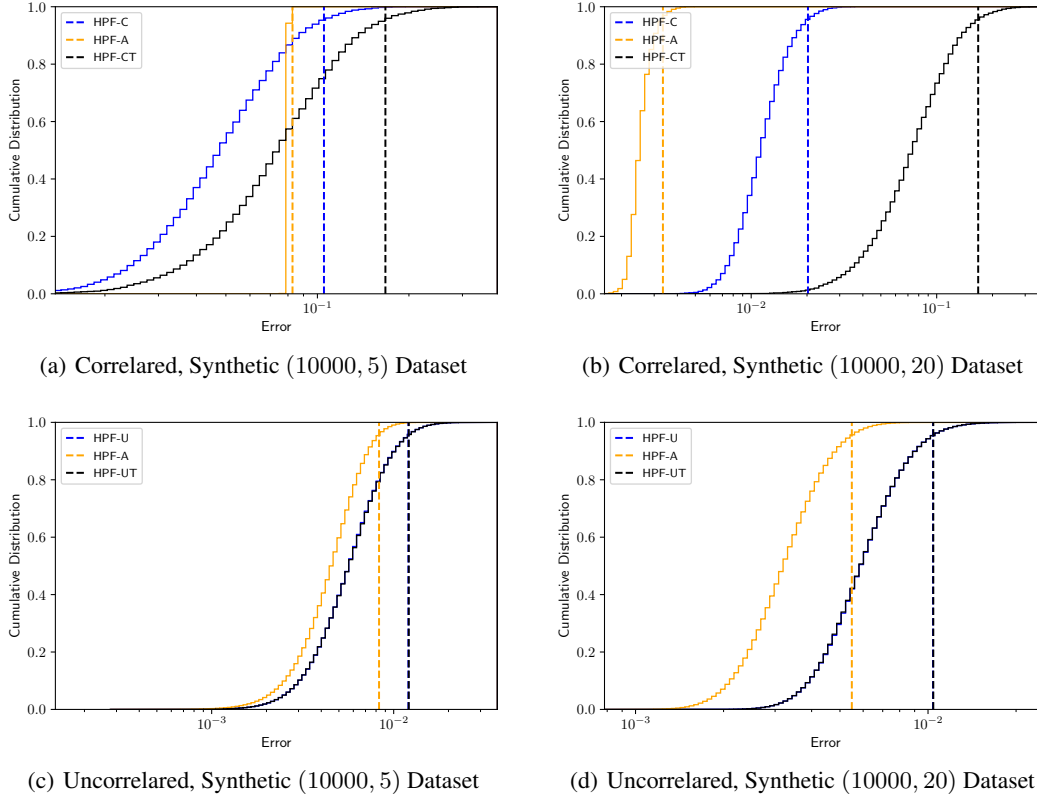 1.0
0.8
0.6
0.4
0.2
0.0
Cumulative Distribution
HPF-C
HPF-A
HPF-CT
10⁻¹
Error
(a) Correlared, Synthetic (10000, 5) Dataset
1.0
0.8
0.6
0.4
0.2
0.0
Cumulative Distribution
HPF-C
HPF-A
HPF-CT
10⁻² 10⁻¹
Error
(b) Correlared, Synthetic (10000, 20) Dataset
1.0
0.8
0.6
0.4
0.2
0.0
Cumulative Distribution
HPF-U
HPF-A
HPF-UT
10⁻³ 10⁻²
Error
(c) Uncorrelared, Synthetic (10000, 5) Dataset
1.0
0.8
0.6
0.4
0.2
0.0
Cumulative Distribution
HPF-U
HPF-A
HPF-UT
10⁻³ 10⁻²
Error
(d) Uncorrelared, Synthetic (10000, 20) Dataset